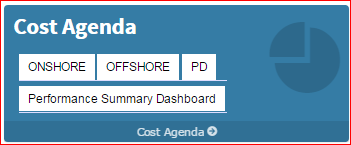 Cost Agenda
ONSHORE OFFSHORE PD
Performance Summary Dashboard
Cost Agenda